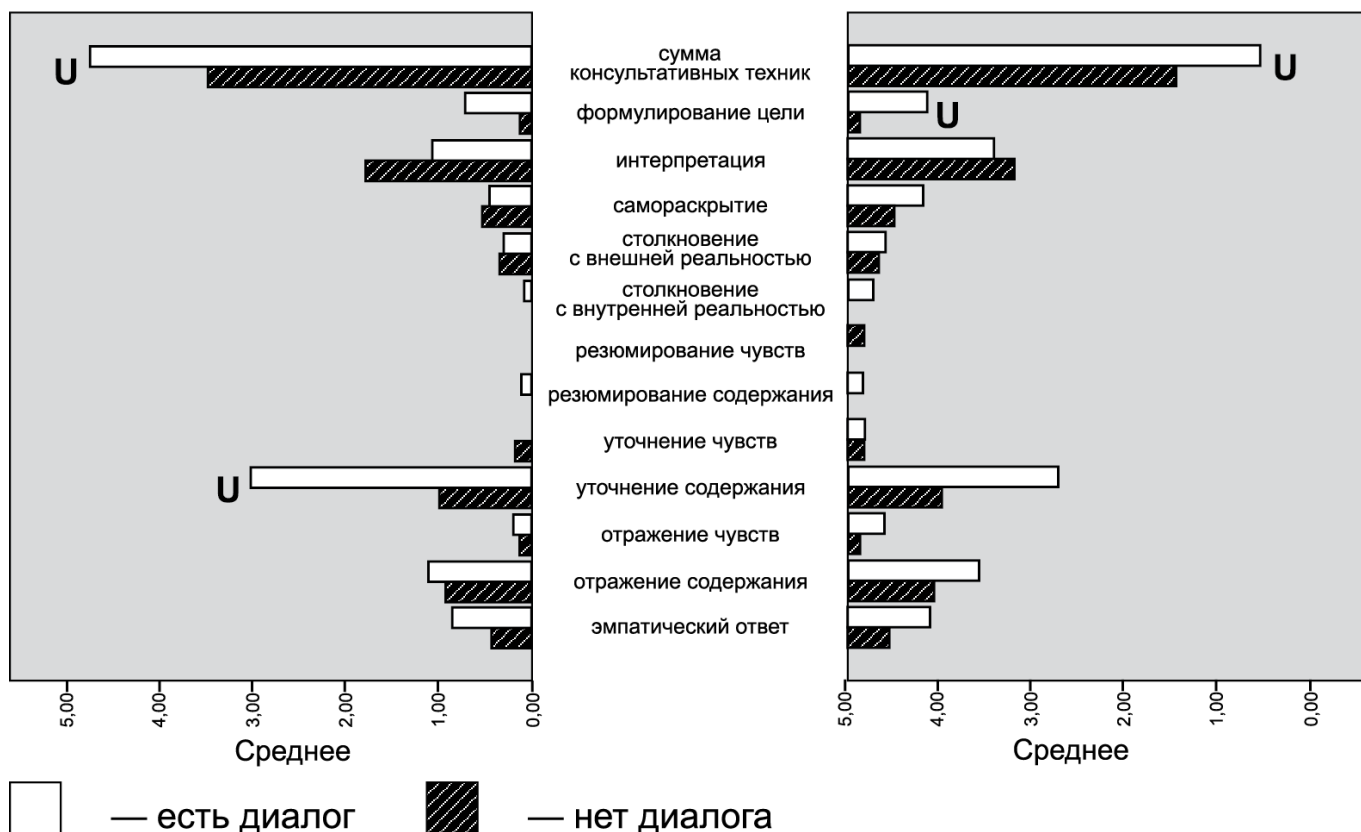 сумма
консультативных техник
U
U
формулирование цели
U
интерпретация
самораскрытие
столкновение
с внешней реальностью
столкновение
с внутренней реальностью
резюмирование чувств
резюмирование содержания
уточнение чувств
U
уточнение содержания
отражение чувств
отражение содержания
эмпатический ответ
5,00 4,00 3,00 2,00 1,00 0,00
5,00 4,00 3,00 2,00 1,00 0,00
Среднее
Среднее
— есть диалог
— нет диалога